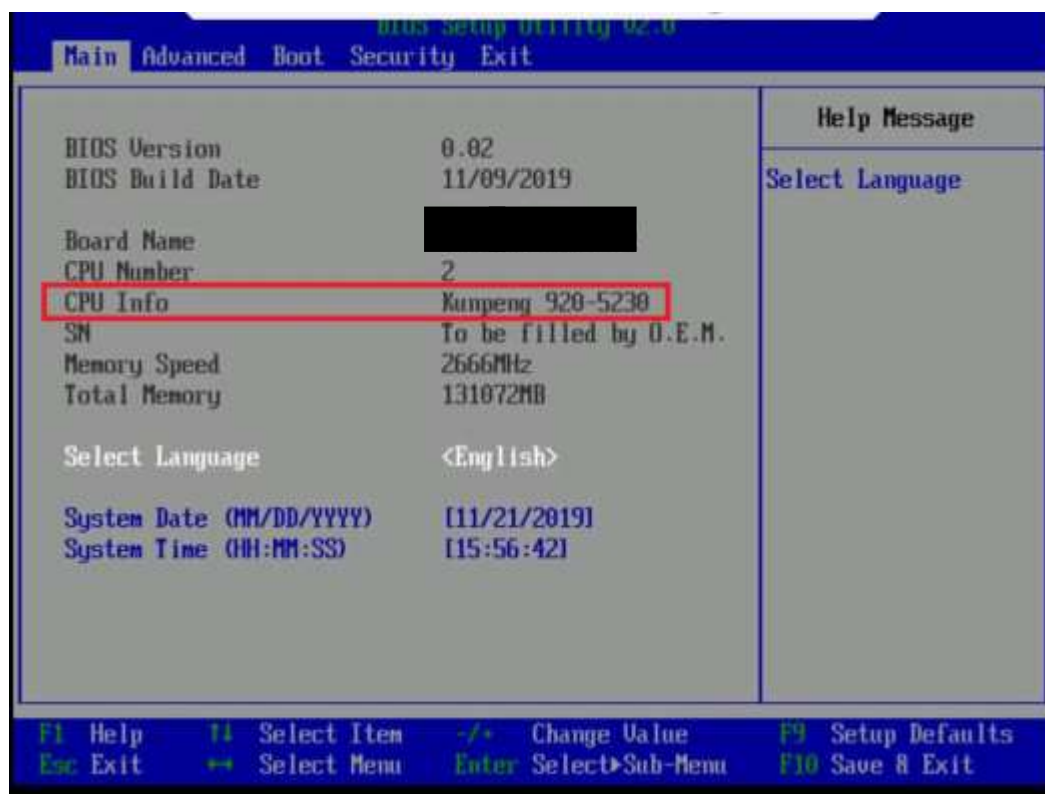 BIOS Setup Utility V2.0
Main Advanced Boot Security Exit
Help Message
Select Language
BIOS Version 0.02
BIOS Build Date 11/09/2019
Board Name
CPU Number 2
CPU Info Kunpeng 920-5230
SN To be filled by O.E.M.
Memory Speed 2666MHz
Total Memory 131072MB
Select Language <English>
System Date (MM/DD/YYYY) [11/21/2019]
System Time (HH:MM:SS) [15:56:42]
F1 Help ↑↓ Select Item -/+ Change Value F9 Setup Defaults
Esc Exit ←→ Select Menu Enter Select▶Sub-Menu F10 Save & Exit